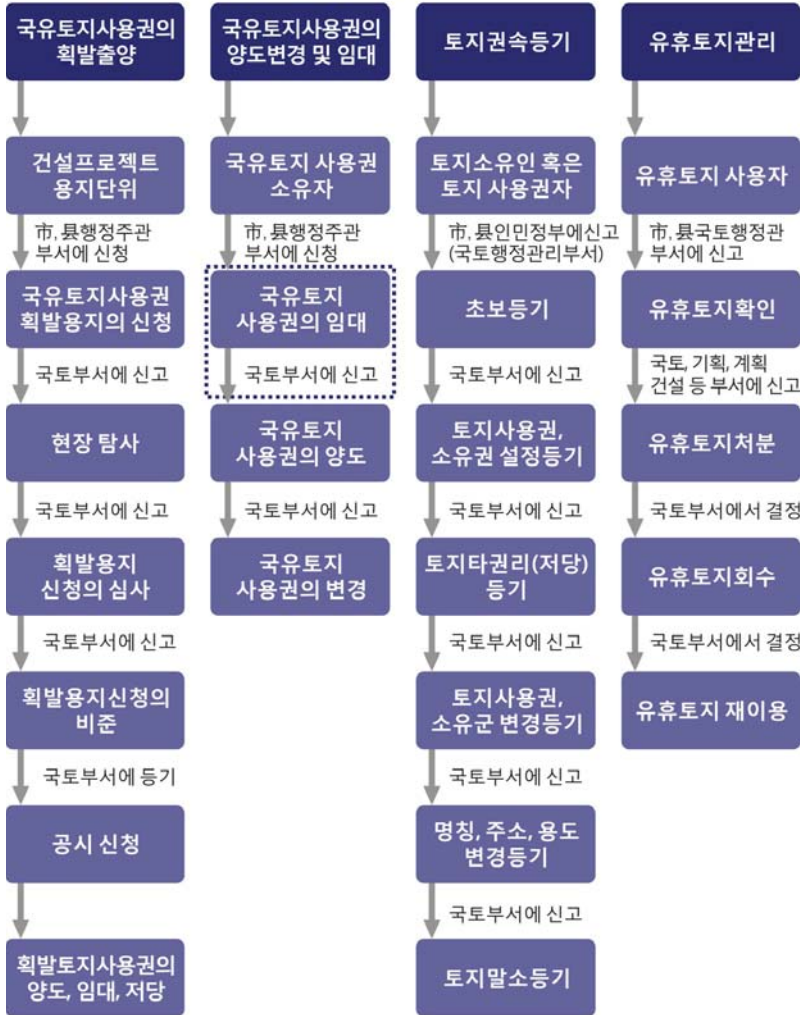 국유토지사용권의
획발출양
건설프로젝트
용지단위
市, 县행정주관
부서에 신청
국유토지사용권
획발용지의 신청
국토부서에 신고
현장 탐사
국토부서에 신고
획발용지
신청의 심사
국토부서에 신고
획발용지신청의
비준
국토부서에 등기
공시 신청
획발토지사용권의
양도, 임대, 저당
국유토지사용권의
양도변경 및 임대
국유토지 사용권
소유자
市, 县행정주관
부서에 신청
국유토지
사용권의 임대
국토부서에 신고
국유토지
사용권의 양도
국토부서에 신고
국유토지
사용권의 변경
토지권속등기
토지소유인 혹은
토지 사용권자
市, 县인민정부에신고
(국토행정관리부서)
초보등기
국토부서에 신고
토지사용권,
소유권 설정등기
국토부서에 신고
토지타권리(저당)
등기
국토부서에 신고
토지사용권,
소유군 변경등기
국토부서에 신고
명칭, 주소, 용도
변경등기
국토부서에 신고
토지말소등기
유휴토지관리
유휴토지 사용자
市, 县국토행정관
부서에 신고
유휴토지확인
국토, 기획, 계획
건설 등 부서에 신고
유휴토지처분
국토부서에서 결정
유휴토지회수
국토부서에서 결정
유휴토지 재이용